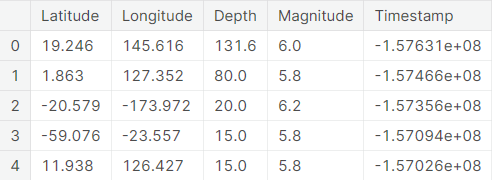 Latitude Longitude Depth Magnitude Timestamp
0 19.246 145.616 131.6 6.0 -1.57631e+08
1 1.863 127.352 80.0 5.8 -1.57466e+08
2 -20.579 -173.972 20.0 6.2 -1.57356e+08
3 -59.076 -23.557 15.0 5.8 -1.57094e+08
4 11.938 126.427 15.0 5.8 -1.57026e+08